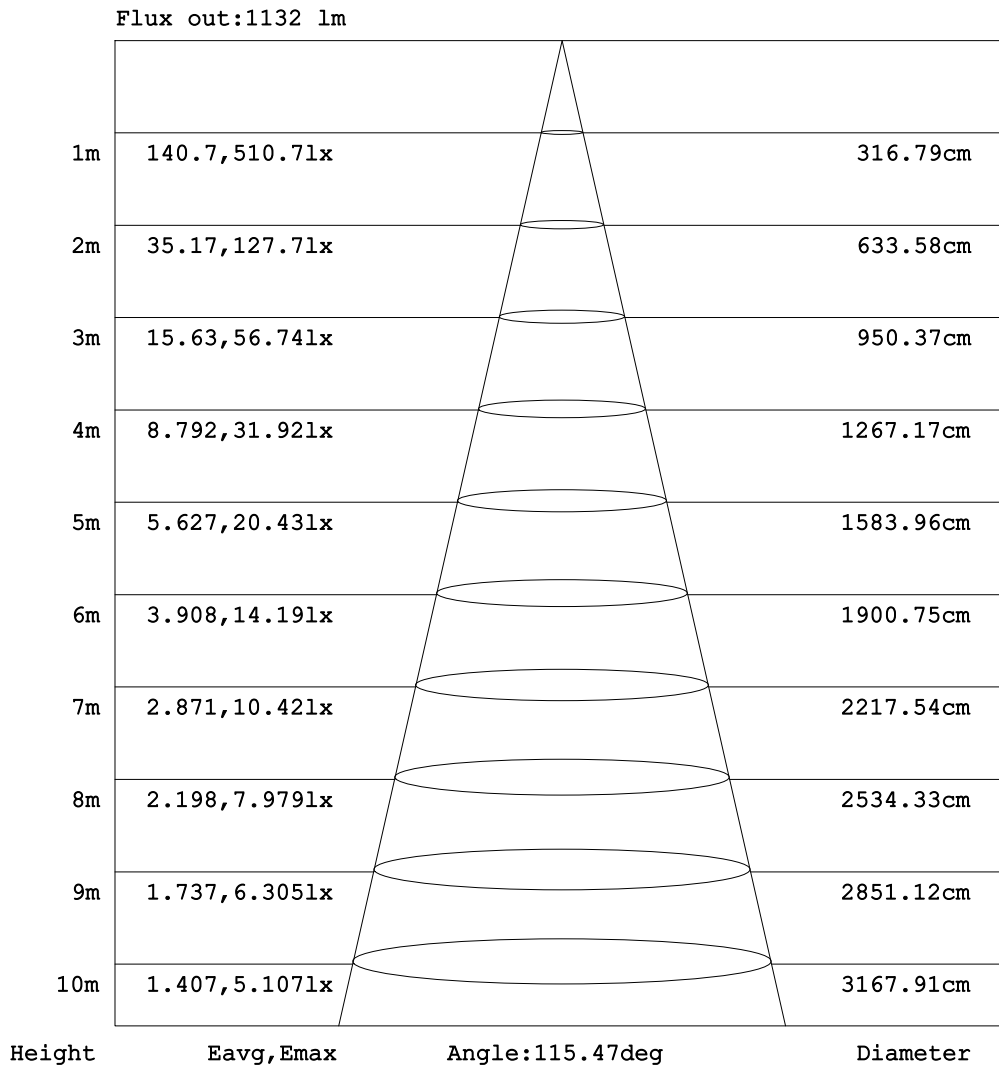 Flux out:1132 lm
1m 140.7,510.7lx 316.79cm
2m 35.17,127.7lx 633.58cm
3m 15.63,56.74lx 950.37cm
4m 8.792,31.92lx 1267.17cm
5m 5.627,20.43lx 1583.96cm
6m 3.908,14.19lx 1900.75cm
7m 2.871,10.42lx 2217.54cm
8m 2.198,7.979lx 2534.33cm
9m 1.737,6.305lx 2851.12cm
10m 1.407,5.107lx 3167.91cm
Height Eavg,Emax Angle:115.47deg Diameter